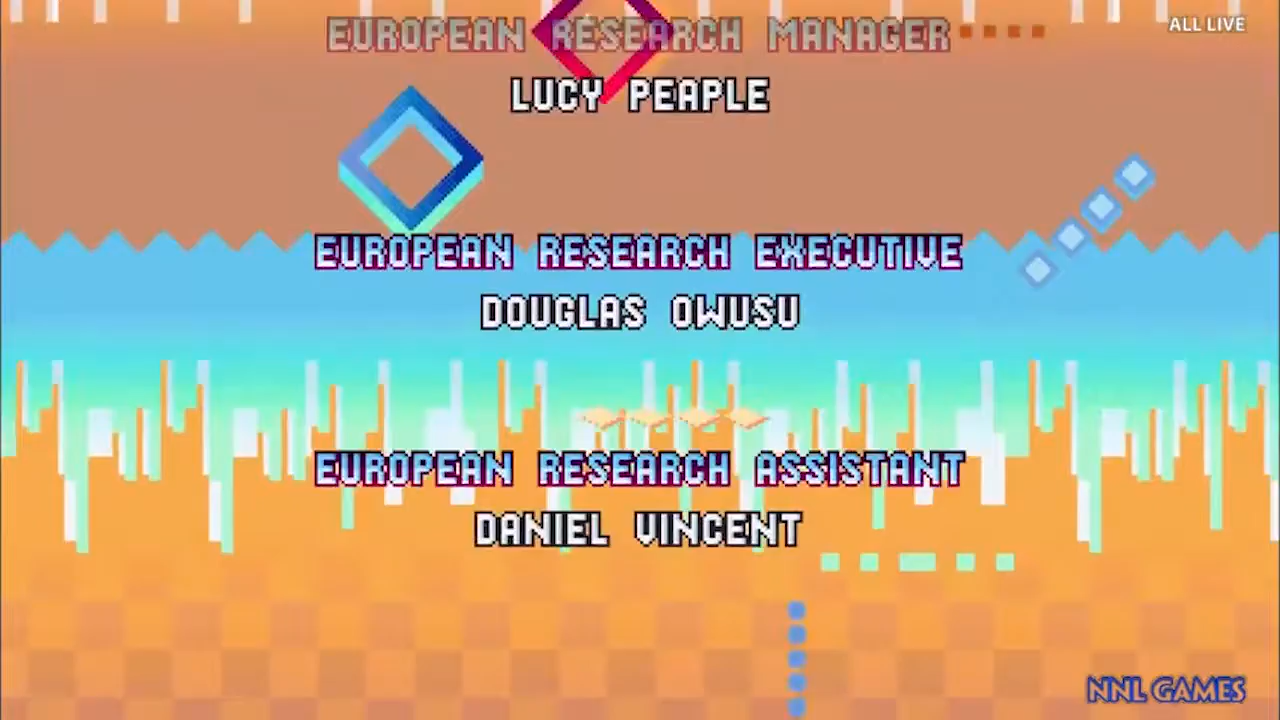 ALL LIVE
EUROPEAN RESEARCH MANAGER
LUCY PEAPLE
EUROPEAN RESEARCH EXECUTIVE
DOUGLAS OWUSU
EUROPEAN RESEARCH ASSISTANT
DANIEL VINCENT
NNL GAMES